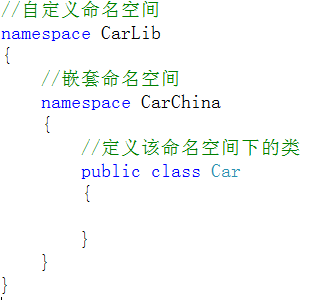 //自定义命名空间
namespace CarLib
{
    //嵌套命名空间
    namespace CarChina
    {
        //定义该命名空间下的类
        public class Car
        {

        }
    }
}